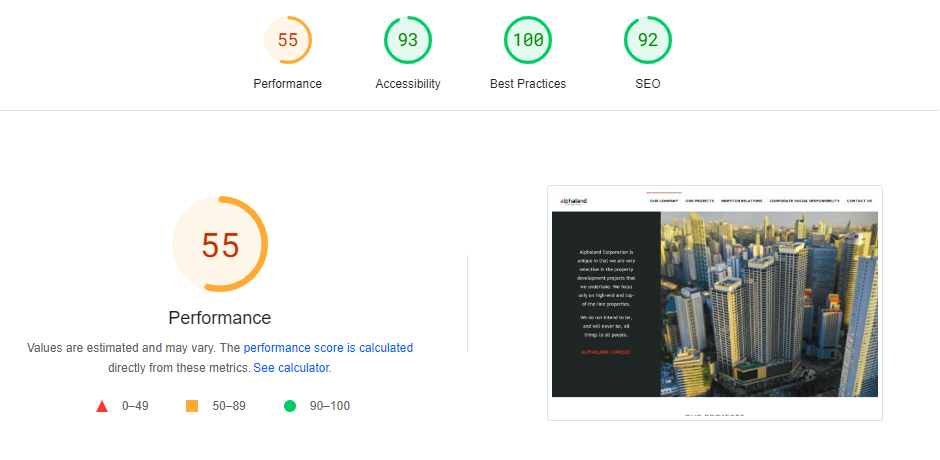 55
93
100
92
Performance
Accessibility
Best Practices
SEO
55
Performance
Values are estimated and may vary. The performance score is calculated
directly from these metrics. See calculator.
0–49
50–89
90–100
alphaland
OUR COMPANY
OUR PROJECTS
INVESTOR RELATIONS
CORPORATE SOCIAL RESPONSIBILITY
CONTACT US
Alphaland Corporation is
unique in that we are very
selective in the property
development projects that
we undertake. We focus
only on high-end and top-
of-the-line properties.
We do not intend to be,
and will never be, all
things to all people.